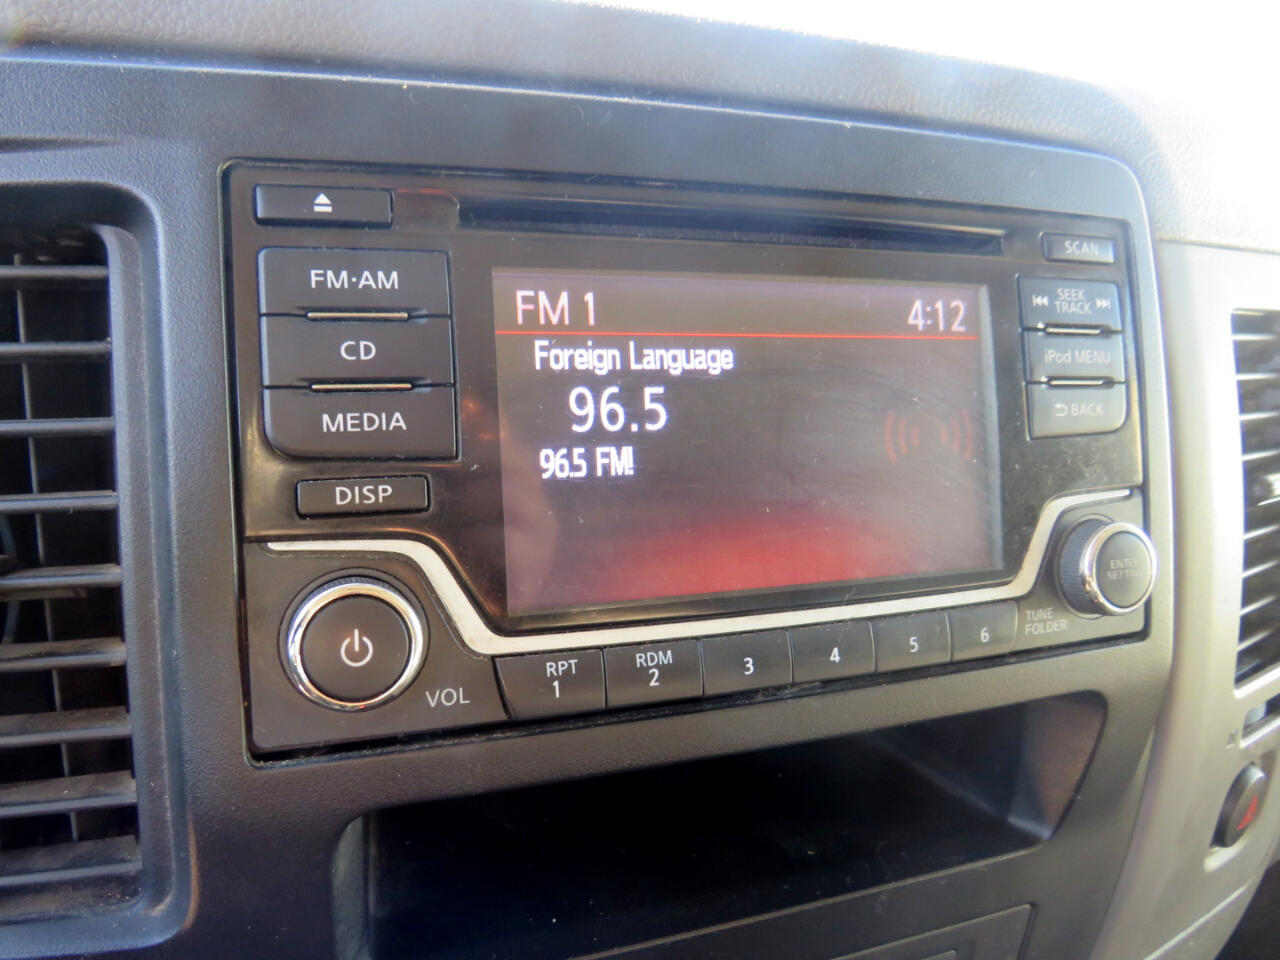 FM·AM
CD
MEDIA
DISP
VOL
FM 1 4:12
Foreign Language
96.5
96.5 FM!
SCAN
SEEK
TRACK
iPod MENU
BACK
ENTER
TUNE
FOLDER
RPT
1
RDM
2
3
4
5
6